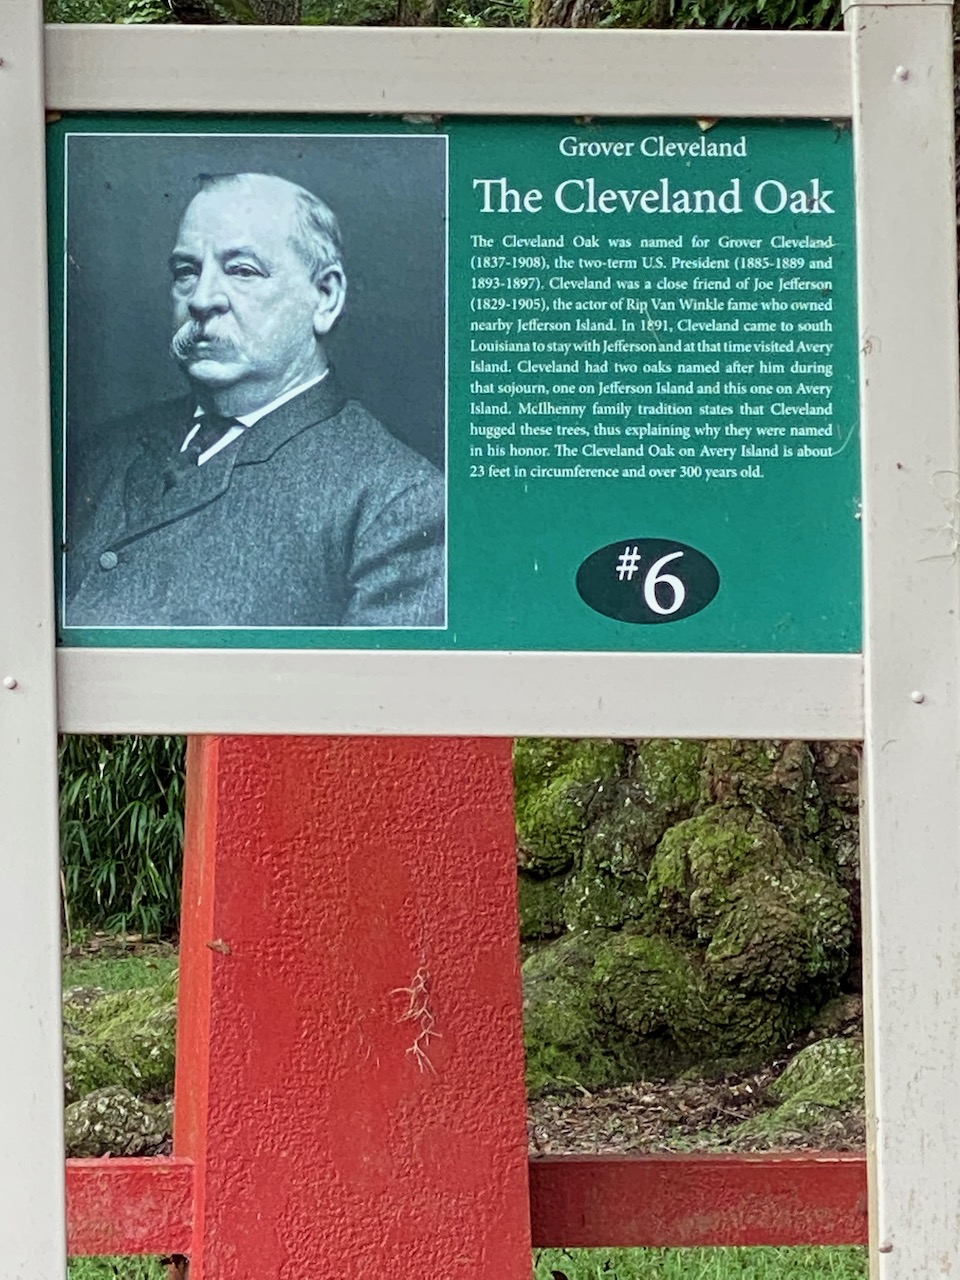 Grover Cleveland
The Cleveland Oak
The Cleveland Oak was named for Grover Cleveland
(1837-1908), the two-term U.S. President (1885-1889 and
1893-1897). Cleveland was a close friend of Joe Jefferson
(1829-1905), the actor of Rip Van Winkle fame who owned
nearby Jefferson Island. In 1891, Cleveland came to south
Louisiana to stay with Jefferson and at that time visited Avery
Island. Cleveland had two oaks named after him during
that sojourn, one on Jefferson Island and this one on Avery
Island. McIlhenny family tradition states that Cleveland
hugged these trees, thus explaining why they were named
in his honor. The Cleveland Oak on Avery Island is about
23 feet in circumference and over 300 years old.
#6